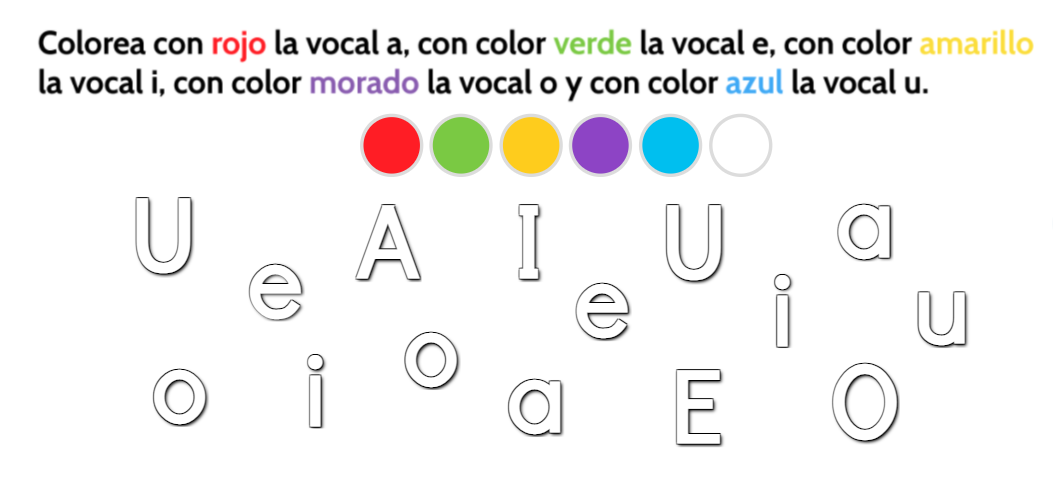 Colorea con rojo la vocal a, con color verde la vocal e, con color amarillo
la vocal i, con color morado la vocal o y con color azul la vocal u.
U A I U a
e e i u
o i o a E O